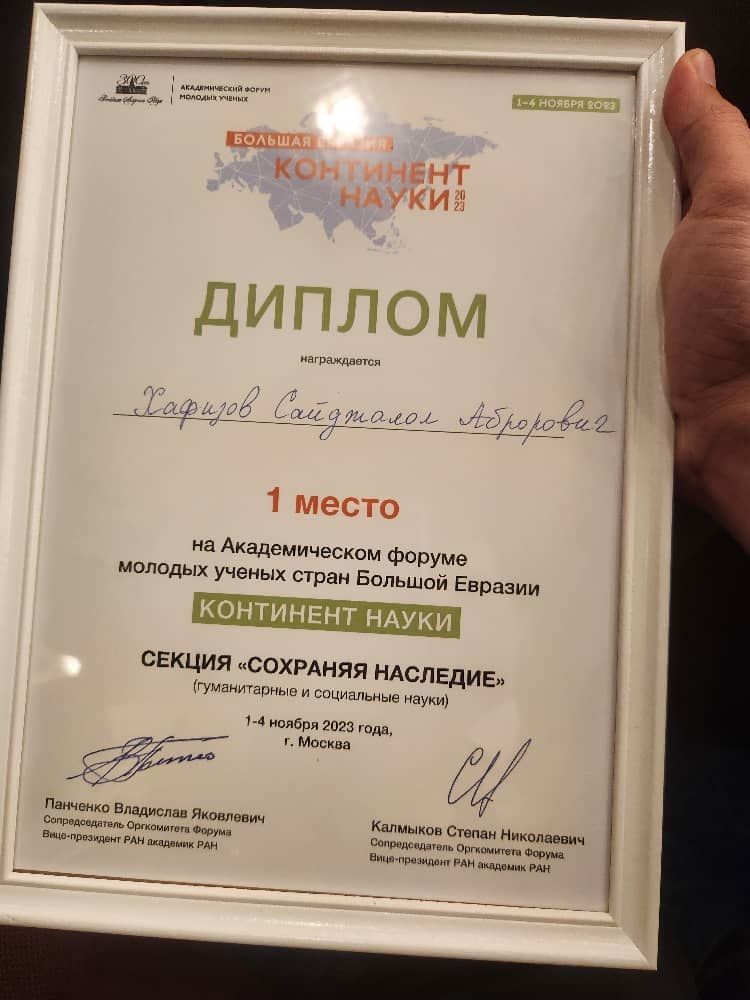 АКАДЕМИЧЕСКИЙ ФОРУМ
МОЛОДЫХ УЧЕНЫХ
1–4 НОЯБРЯ 2023
БОЛЬШАЯ
КОНТИНЕНТ
НАУКИ 2023
ДИПЛОМ
награждается
Хафизов Сайджалол Аброрович
1 место
на Академическом форуме
молодых ученых стран Большой Евразии
КОНТИНЕНТ НАУКИ
СЕКЦИЯ «СОХРАНЯЯ НАСЛЕДИЕ»
(гуманитарные и социальные науки)
1-4 ноября 2023 года,
г. Москва
Панченко Владислав Яковлевич
Сопредседатель Оргкомитета Форума
Вице-президент РАН академик РАН
Калмыков Степан Николаевич
Сопредседатель Оргкомитета Форума
Вице-президент РАН академик РАН